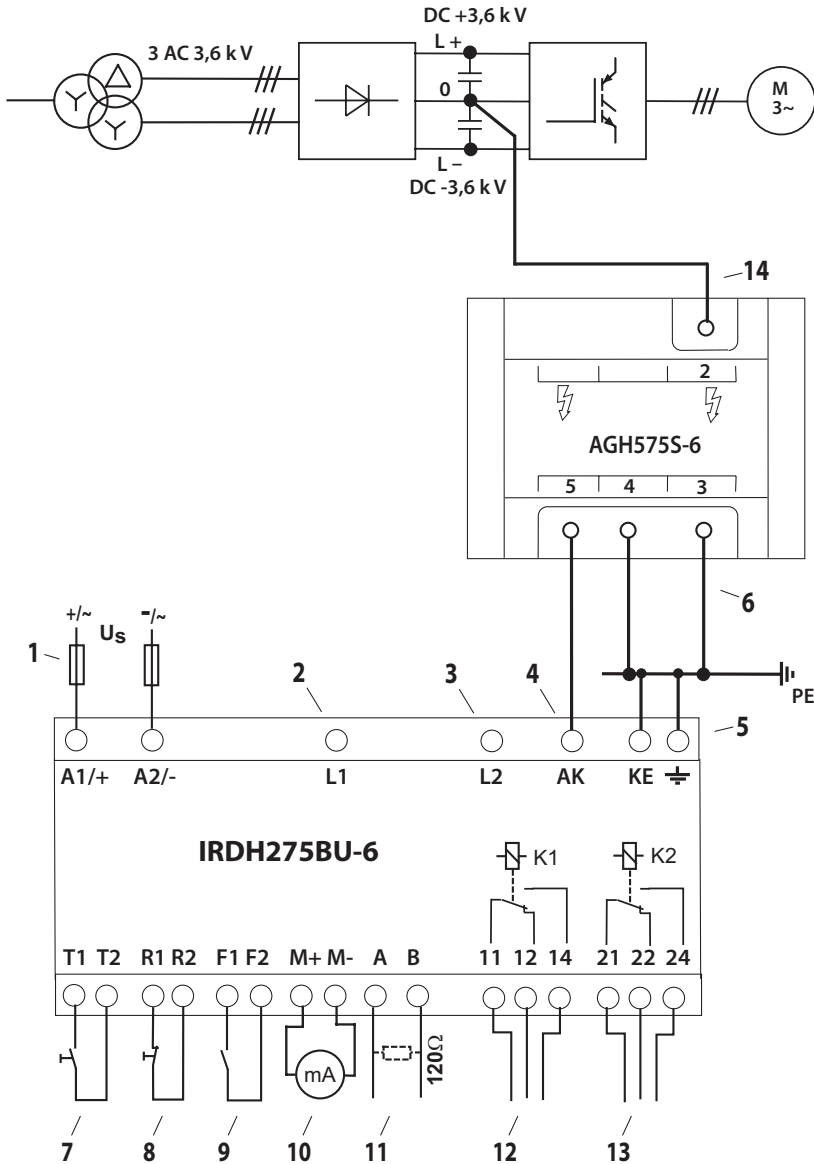 DC +3,6 k V
3 AC 3,6 k V
L +
0
M
3~
L –
DC -3,6 k V
14
2
AGH575S-6
5 4 3
6
+/~ Us -/~
1
2
3
4
PE
5
A1/+ A2/- L1 L2 AK KE
IRDH275BU-6
K1 K2
T1 T2 R1 R2 F1 F2 M+ M- A B 11 12 14 21 22 24
mA
120Ω
7 8 9 10 11 12 13